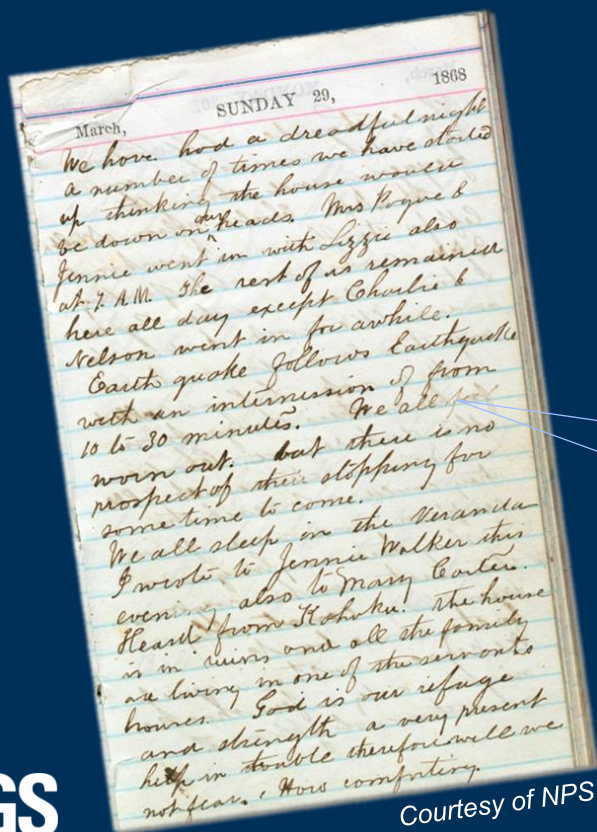 March, SUNDAY 29, 1868
We have had a dreadful night
a number of times we have started
up thinking the house would
be down on our heads. Mrs Pogue &
Jennie went in with Lizzie also
at 7 A.M. The rest of us remained
here all day except Charlie &
Nelson went in for awhile.
Earth quake follows Earthquake
with an intermission of from
10 to 30 minutes. We all feel
worn out. but there is no
prospect of their stopping for
some time to come.
We all sleep in the Veranda
I wrote to Jennie Walker this
evening also to Mary Carter.
Heard from Kahuku. The house
is in ruins and all the family
are living in one of the servants
houses. God is our refuge
and strength a very present
help in trouble therefore will we
not fear. How comforting.
GS
Courtesy of NPS